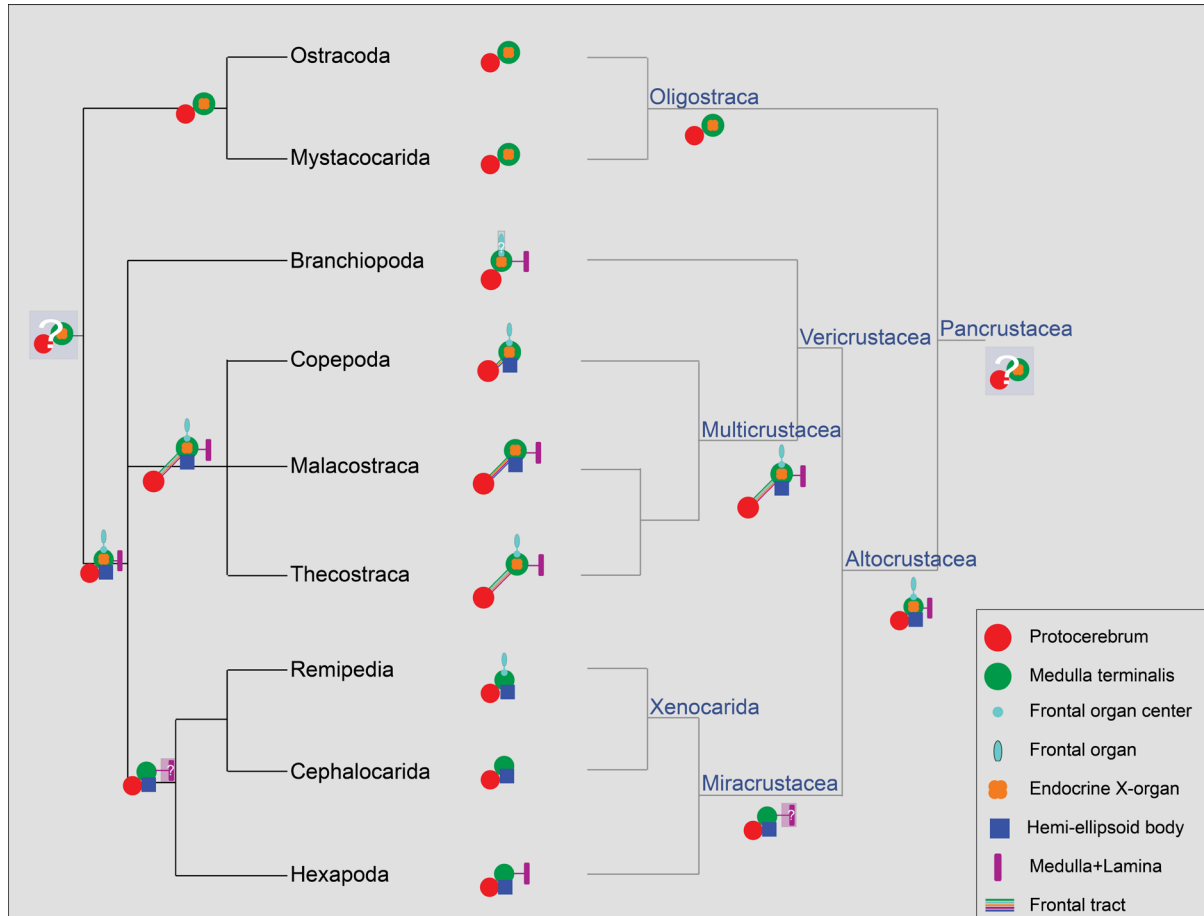 Ostracoda
Oligostraca
Mystacocarida
Branchiopoda
?
Vericrustacea
Pancrustacea
?
Copepoda
?
Multicrustacea
Malacostraca
Altocrustacea
Thecostraca
Remipedia
Xenocarida
Cephalocarida
?
Miracrustacea
?
Hexapoda
Protocerebrum
Medulla terminalis
Frontal organ center
Frontal organ
Endocrine X-organ
Hemi-ellipsoid body
Medulla+Lamina
Frontal tract